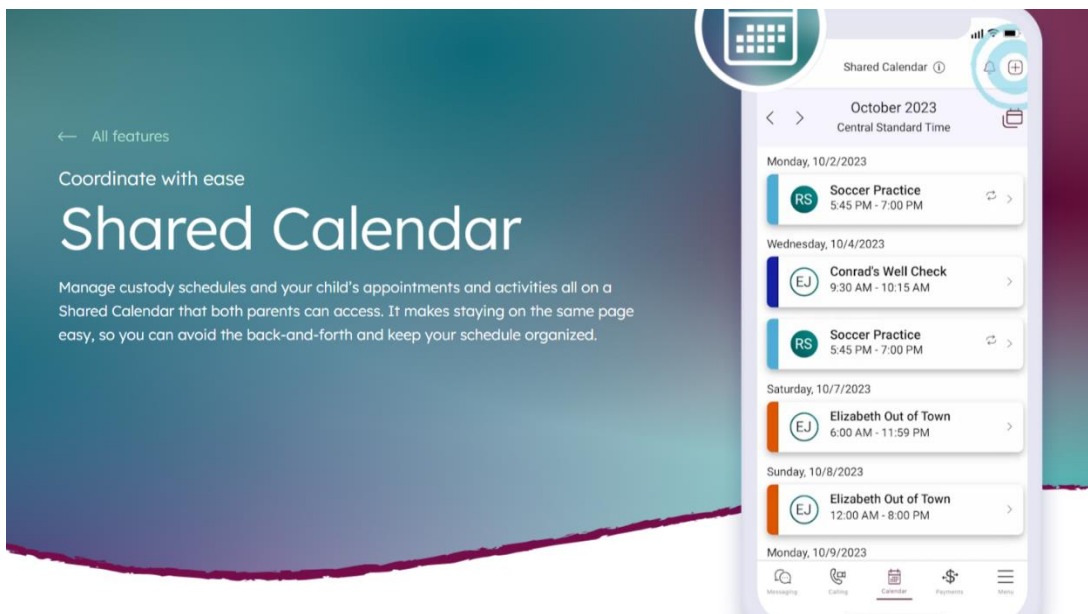 ← All features
Coordinate with ease
Shared Calendar
Manage custody schedules and your child's appointments and activities all on a
Shared Calendar that both parents can access. It makes staying on the same page
easy, so you can avoid the back-and-forth and keep your schedule organized.
Shared Calendar
October 2023
Central Standard Time
Monday, 10/2/2023
RS
Soccer Practice
5:45 PM - 7:00 PM
Wednesday, 10/4/2023
EJ
Conrad's Well Check
9:30 AM - 10:15 AM
RS
Soccer Practice
5:45 PM - 7:00 PM
Saturday, 10/7/2023
EJ
Elizabeth Out of Town
6:00 AM - 11:59 PM
Sunday, 10/8/2023
EJ
Elizabeth Out of Town
12:00 AM - 8:00 PM
Monday, 10/9/2023
Messaging
Calling
Calendar
Payments
Menu